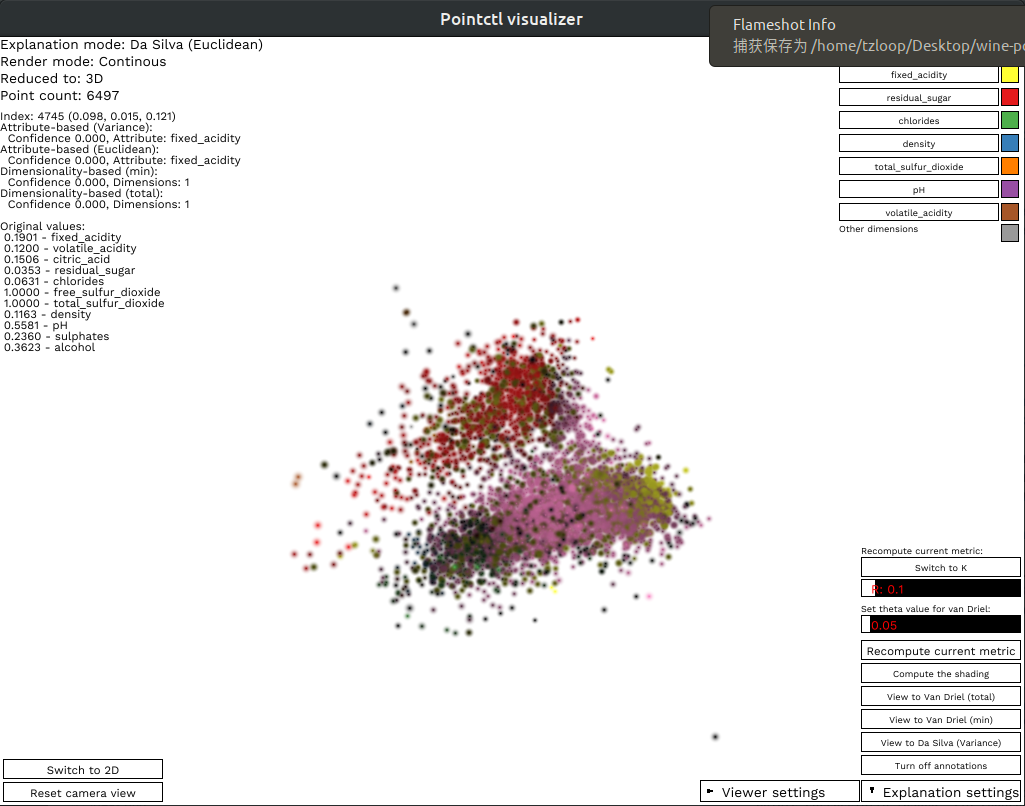 Pointctl visualizer
Flameshot Info
捕获保存为 /home/tzloop/Desktop/wine-p
Explanation mode: Da Silva (Euclidean)
Render mode: Continous
Reduced to: 3D
Point count: 6497
Index: 4745 (0.098, 0.015, 0.121)
Attribute-based (Variance):
Confidence 0.000, Attribute: fixed_acidity
Attribute-based (Euclidean):
Confidence 0.000, Attribute: fixed_acidity
Dimensionality-based (min):
Confidence 0.000, Dimensions: 1
Dimensionality-based (total):
Confidence 0.000, Dimensions: 1
Original values:
0.1901 - fixed_acidity
0.1200 - volatile_acidity
0.1506 - citric_acid
0.0353 - residual_sugar
0.0631 - chlorides
1.0000 - free_sulfur_dioxide
1.0000 - total_sulfur_dioxide
0.1163 - density
0.5581 - pH
0.2360 - sulphates
0.3623 - alcohol
fixed_acidity
residual_sugar
chlorides
density
total_sulfur_dioxide
pH
volatile_acidity
Other dimensions
Recompute current metric:
Switch to K
R: 0.1
Set theta value for van Driel:
0.05
Recompute current metric
Compute the shading
View to Van Driel (total)
View to Van Driel (min)
View to Da Silva (Variance)
Turn off annotations
Switch to 2D
Reset camera view
Viewer settings
Explanation settings